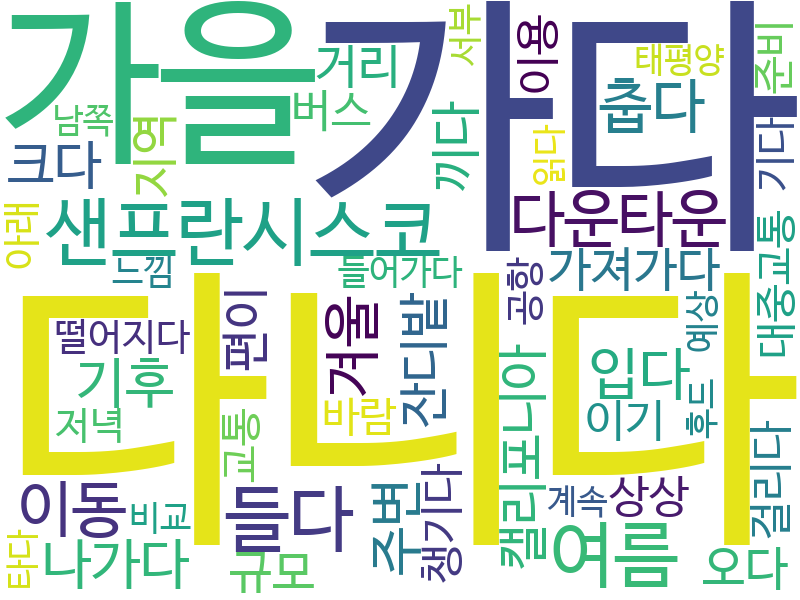 가을
가다
거리
서부
이용
태평양
준비
남쪽
버스
춥다
지역
끼다
읽다
기다
크다
아래
샌프란시스코
다운타운
느낌
들어가다
공항
가져가다
대중교통
다니다
떨어지다
편이
겨울
잔디밭
예상
기후
캘리포니아
입다
저녁
교통
바람
이기
후드
걸리다
이동
비교
들다
주변
챙기다
계속
상상
타다
나가다
규모
여름
오다